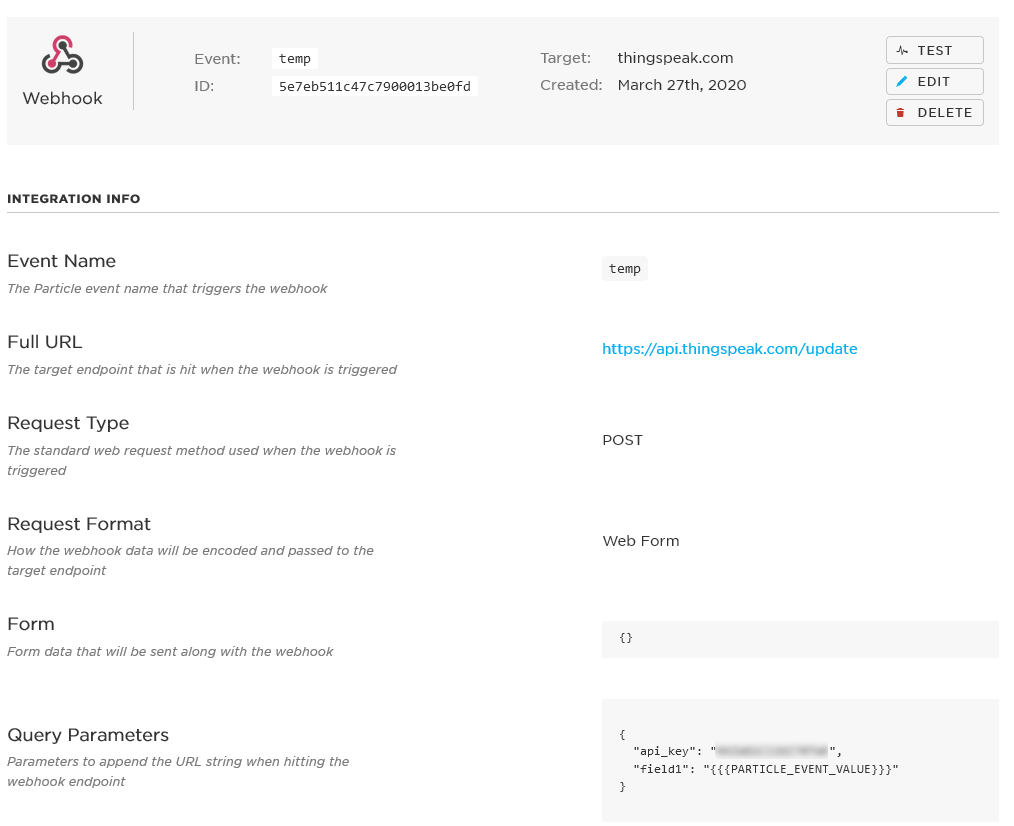 Webhook
Event: temp
ID: 5e7eb511c47c7900013be0fd
Target: thingspeak.com
Created: March 27th, 2020
TEST
EDIT
DELETE
INTEGRATION INFO
Event Name
The Particle event name that triggers the webhook
temp
Full URL
The target endpoint that is hit when the webhook is triggered
https://api.thingspeak.com/update
Request Type
The standard web request method used when the webhook is
triggered
POST
Request Format
How the webhook data will be encoded and passed to the
target endpoint
Web Form
Form
Form data that will be sent along with the webhook
{}
Query Parameters
Parameters to append the URL string when hitting the
webhook endpoint
{
"api_key": "",
"field1": "{{{PARTICLE_EVENT_VALUE}}}"
}